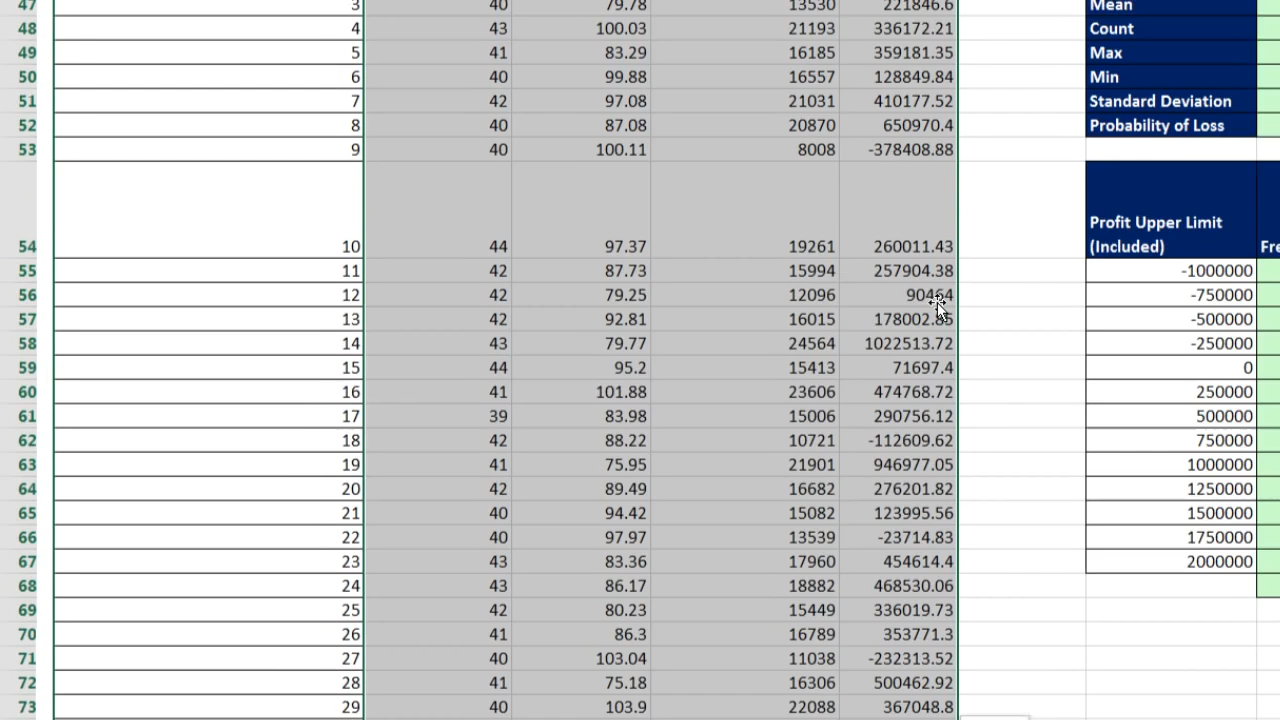 47 3 40 79.78 13530 221846.6 Mean
48 4 43 100.03 21193 336172.21 Count
49 5 41 83.29 16185 359181.35 Max
50 6 40 99.88 16557 128849.84 Min
51 7 42 97.08 21031 410177.52 Standard Deviation
52 8 40 87.08 20870 650970.4 Probability of Loss
53 9 40 100.11 8008 -378408.88
Profit Upper Limit
54 10 44 97.37 19261 260011.43 (Included) Fre
55 11 42 87.73 15994 257904.38 -1000000
56 12 42 79.25 12096 90464 -750000
57 13 42 92.81 16015 178002.85 -500000
58 14 43 79.77 24564 1022513.72 -250000
59 15 44 95.2 15413 71697.4 0
60 16 41 101.88 23606 474768.72 250000
61 17 39 83.98 15006 290756.12 500000
62 18 42 88.22 10721 -112609.62 750000
63 19 41 75.95 21901 946977.05 1000000
64 20 42 89.49 16682 276201.82 1250000
65 21 40 94.42 15082 123995.56 1500000
66 22 40 97.97 13539 -23714.83 1750000
67 23 43 83.36 17960 454614.4 2000000
68 24 43 86.17 18882 468530.06
69 25 42 80.23 15449 336019.73
70 26 41 86.3 16789 353771.3
71 27 40 103.04 11038 -232313.52
72 28 41 75.18 16306 500462.92
73 29 40 103.9 22088 367048.8